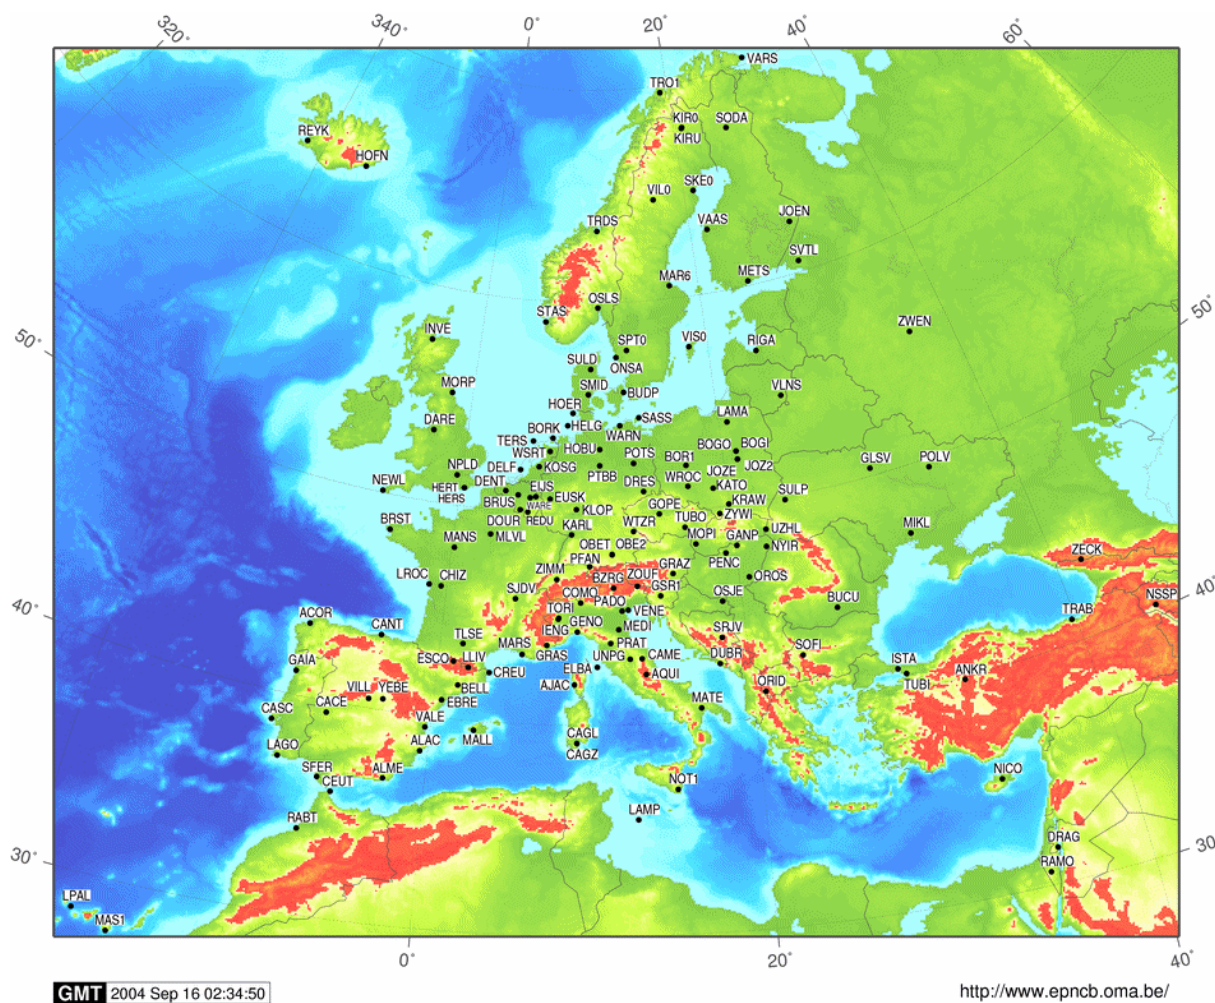 320° 340° 0° 20° 40° 60°
VARS
TRO1
KIR0 SODA
REYK KIRU
HOFN
SKE0
VIL0
JOEN
TRDS VAAS
SVTL
MAR6 METS
50° OSLS 50°
STAS
ZWEN
INVE
SPT0 VIS0 RIGA
SULD ONSA
MORP SMID BUDP VLNS
HOER
DARE HELG SASS LAMA
BORK WARN
TERS
WSRT HOBU BOGO BOGI
NPLD DELF KOSG POTS BOR1 JOZ2 GLSV POLV
NEWL HERT DENT PTBB WROC JOZE
HERS EIJS DRES KATO SULP
BRUS WARE EUSK GOPE KRAW
BRST DOUR REDU KLOP TUBO ZYWI MIKL
MANS MLVL KARL WTZR MOPI GANP UZHL
OBET OBE2 NYIR ZECK
PFAN PENC
LROC CHIZ ZIMM GRAZ OROS
SJDV BZRG ZOUF NSSP
COMO GSR1 OSJE BUCU 40°
40° ACOR TORI PADO VENE TRAB
CANT IENG GENO MEDI SRJV
TLSE MARS PRAT SOFI
GAIA ESCO LLIV GRAS UNPG CAME DUBR ISTA ANKR
CREU ELBA AQUI TUBI
VILL YEBE BELL AJAC ORID
CASC CACE EBRE MATE
VALE
LAGO ALAC MALL CAGL
CAGZ
SFER ALME NOT1 NICO
CEUT
RABT LAMP
DRAG
30° RAMO 30°
LPAL
MAS1
0° 20° 40°
GMT 2004 Sep 16 02:34:50 http://www.epncb.oma.be/